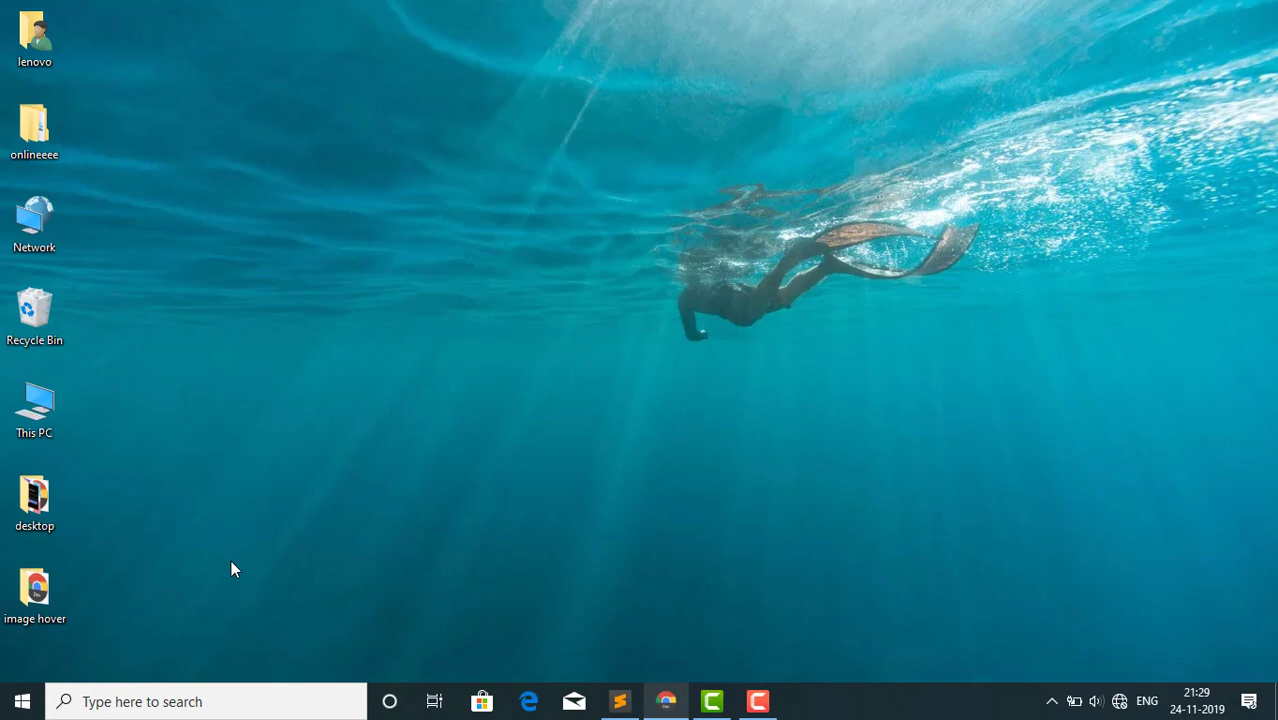 lenovo
onlineeee
Network
Recycle Bin
This PC
desktop
image hover
Type here to search
ENG
21:29
24-11-2019